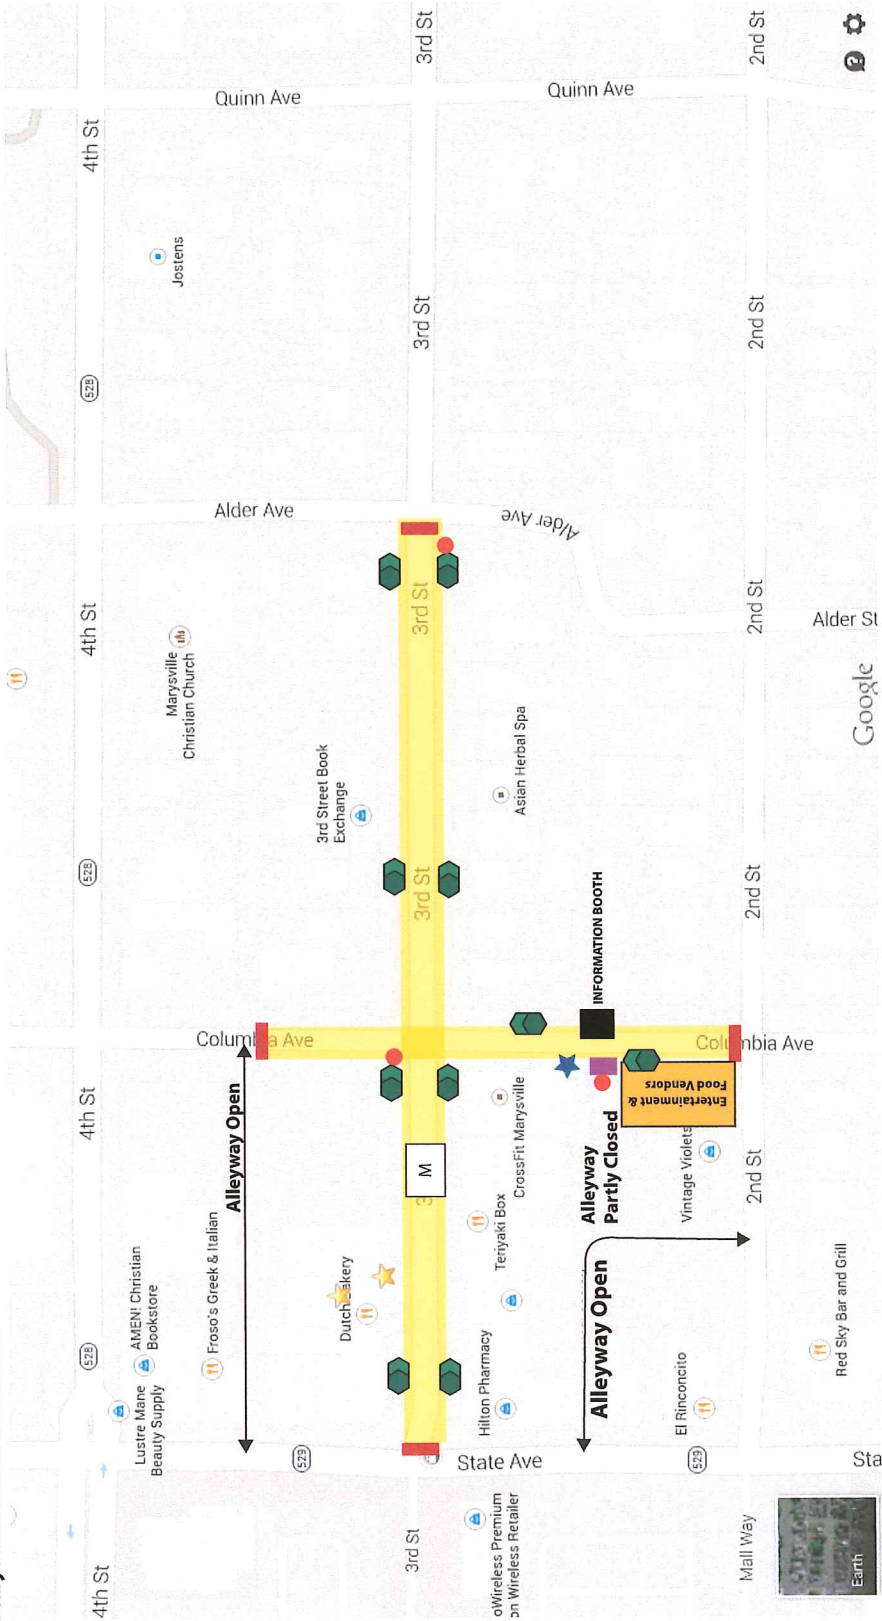 4th St
528
4th St
528
4th St
528
4th St
Lustre Mane
Beauty Supply
AMEN! Christian
Bookstore
Froso's Greek & Italian
Marysville
Christian Church
Jostens
Alleyway Open
Columbia Ave
Alder Ave
Quinn Ave
529
Dutch Bakery
3rd Street Book
Exchange
3rd St
M
3rd St
3rd St
3rd St
3rd St
oWireless Premium
on Wireless Retailer
State Ave
Hilton Pharmacy
Teriyaki Box
CrossFit Marysville
Asian Herbal Spa
Alder Ave
Quinn Ave
Alleyway Open
Alleyway
Partly Closed
INFORMATION BOOTH
529
El Rinconcito
Vintage Violets
Entertainment &
Food Vendors
Columbia Ave
Mall Way
2nd St
2nd St
2nd St
2nd St
2nd St
Red Sky Bar and Grill
Alder St
Sta
Earth
Google